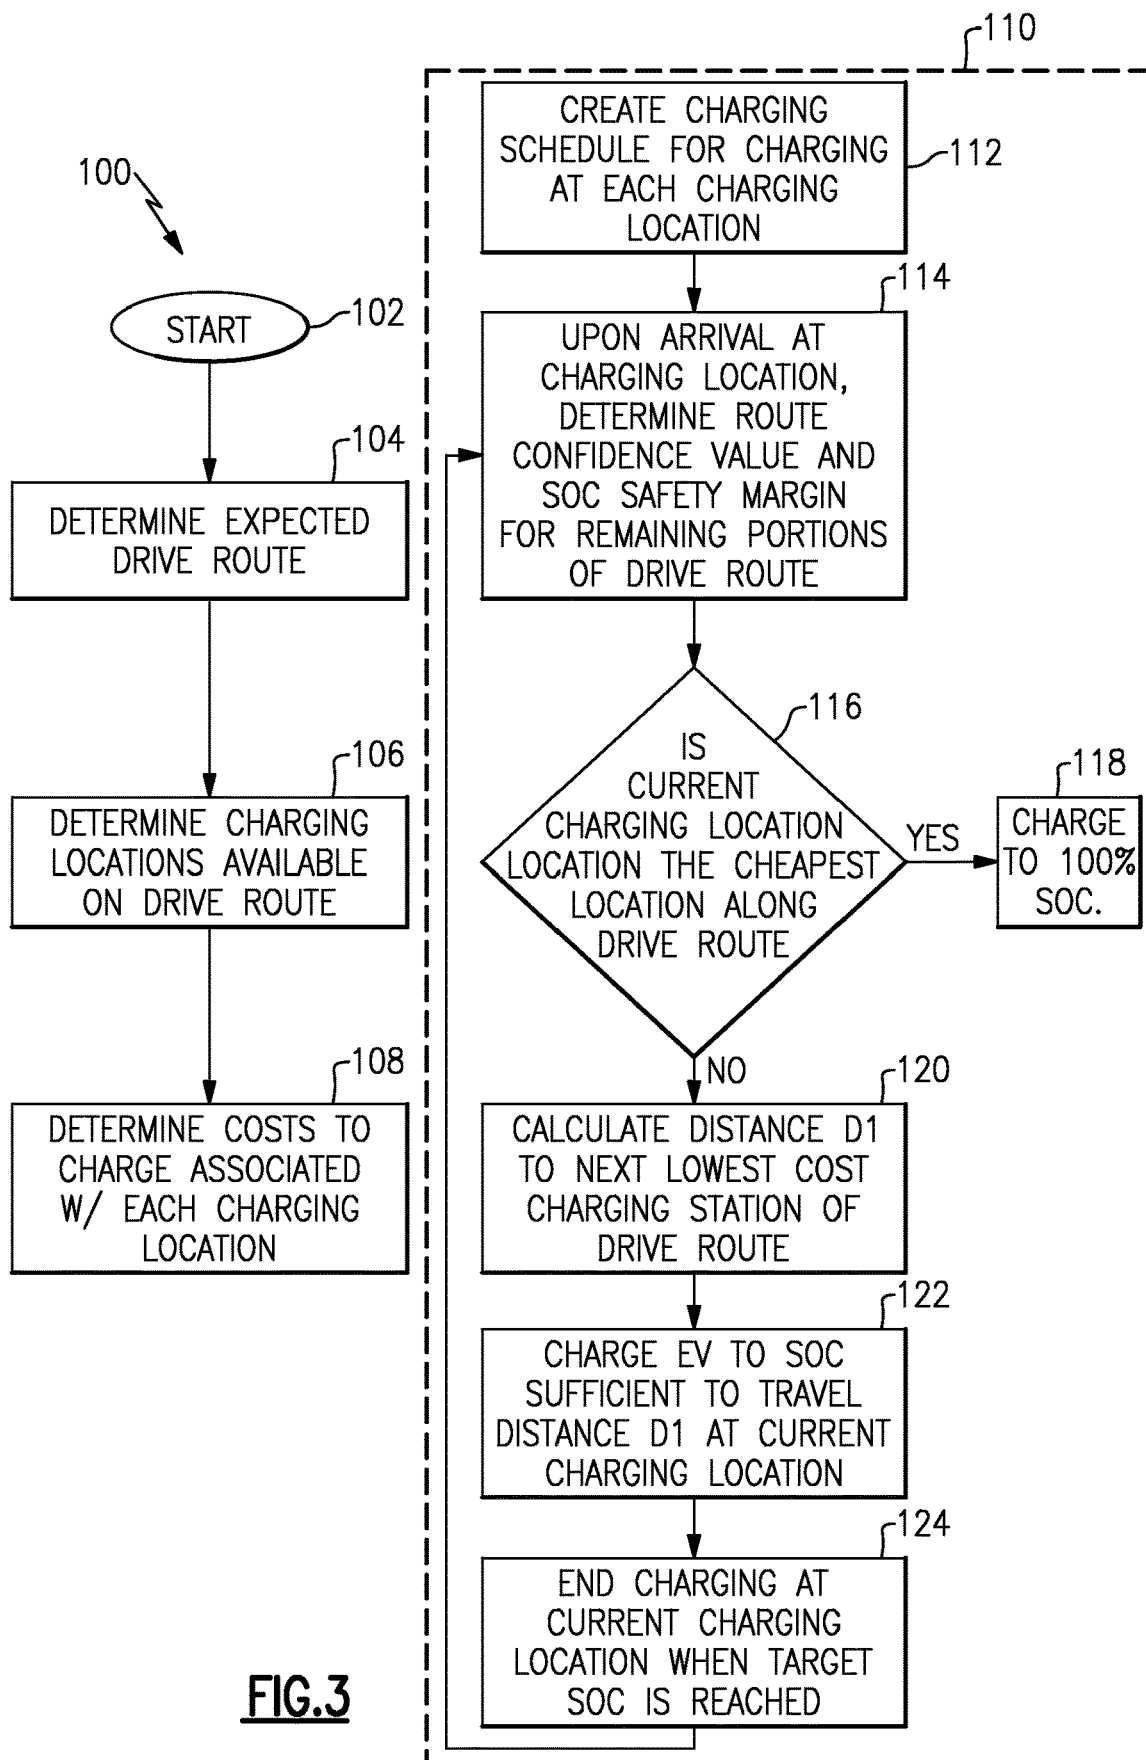 100
START
102
104
DETERMINE EXPECTED
DRIVE ROUTE
106
DETERMINE CHARGING
LOCATIONS AVAILABLE
ON DRIVE ROUTE
108
DETERMINE COSTS TO
CHARGE ASSOCIATED
W/ EACH CHARGING
LOCATION
110
CREATE CHARGING
SCHEDULE FOR CHARGING
AT EACH CHARGING
LOCATION
112
114
UPON ARRIVAL AT
CHARGING LOCATION,
DETERMINE ROUTE
CONFIDENCE VALUE AND
SOC SAFETY MARGIN
FOR REMAINING PORTIONS
OF DRIVE ROUTE
116
IS
CURRENT
CHARGING LOCATION
LOCATION THE CHEAPEST
LOCATION ALONG
DRIVE ROUTE
YES
118
CHARGE
TO 100%
SOC.
NO
120
CALCULATE DISTANCE D1
TO NEXT LOWEST COST
CHARGING STATION OF
DRIVE ROUTE
122
CHARGE EV TO SOC
SUFFICIENT TO TRAVEL
DISTANCE D1 AT CURRENT
CHARGING LOCATION
124
END CHARGING AT
CURRENT CHARGING
LOCATION WHEN TARGET
SOC IS REACHED
FIG.3